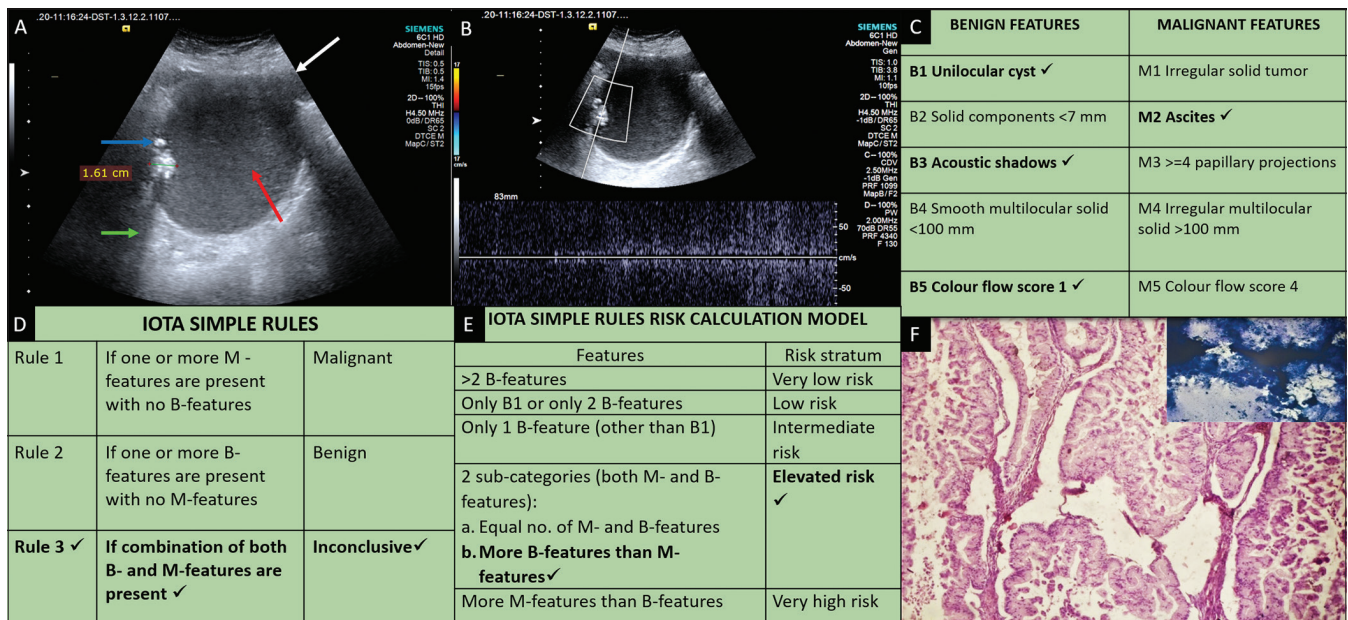 A
.20-11:16:24-DST-1.3.12.2.1107....
SIEMENS
6C1 HD
Abdomen-New
Detail
TIS: 0.5
TIB: 0.5
MI: 1.4
15fps
2D–100%
THI
H4.50 MHz
0dB/DR65
SC 2
DTCE M
MapC/ST2
17
17
cm/s
1.61 cm
B
.20-11:16:24-DST-1.3.12.2.1107....
SIEMENS
6C1 HD
Abdomen-New
Gen
TIS: 1.0
TIB: 3.8
MI: 1.1
10fps
2D–100%
THI
H4.50 MHz
-1dB/DR65
SC 2
DTCE M
MapC/ST2
C–100%
CDV
2.50MHz
-1dB Gen
PRF 1099
MapB/F2
D–100%
PW
2.00MHz
70dB DR55
PRF 4340
F 130
17
17
cm/s
83mm
50
cm/s
-50
C
BENIGN FEATURES
MALIGNANT FEATURES
B1 Unilocular cyst ✓
M1 Irregular solid tumor
B2 Solid components <7 mm
M2 Ascites ✓
B3 Acoustic shadows ✓
M3 >=4 papillary projections
B4 Smooth multilocular solid
<100 mm
M4 Irregular multilocular
solid >100 mm
B5 Colour flow score 1 ✓
M5 Colour flow score 4
D
IOTA SIMPLE RULES
Rule 1
If one or more M -
features are present
with no B-features
Malignant
Rule 2
If one or more B-
features are present
with no M-features
Benign
Rule 3 ✓
If combination of both
B- and M-features are
present ✓
Inconclusive✓
E
IOTA SIMPLE RULES RISK CALCULATION MODEL
Features
Risk stratum
>2 B-features
Very low risk
Only B1 or only 2 B-features
Low risk
Only 1 B-feature (other than B1)
Intermediate
risk
2 sub-categories (both M- and B-
features):
a. Equal no. of M- and B-features
b. More B-features than M-
features✓
Elevated risk
✓
More M-features than B-features
Very high risk
F